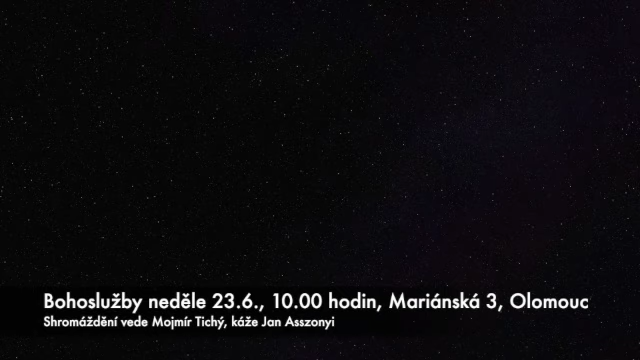 Bohoslužby neděle 23.6., 10.00 hodin, Mariánská 3, Olomouc
Shromáždění vede Mojmír Tichý, káže Jan Asszonyi